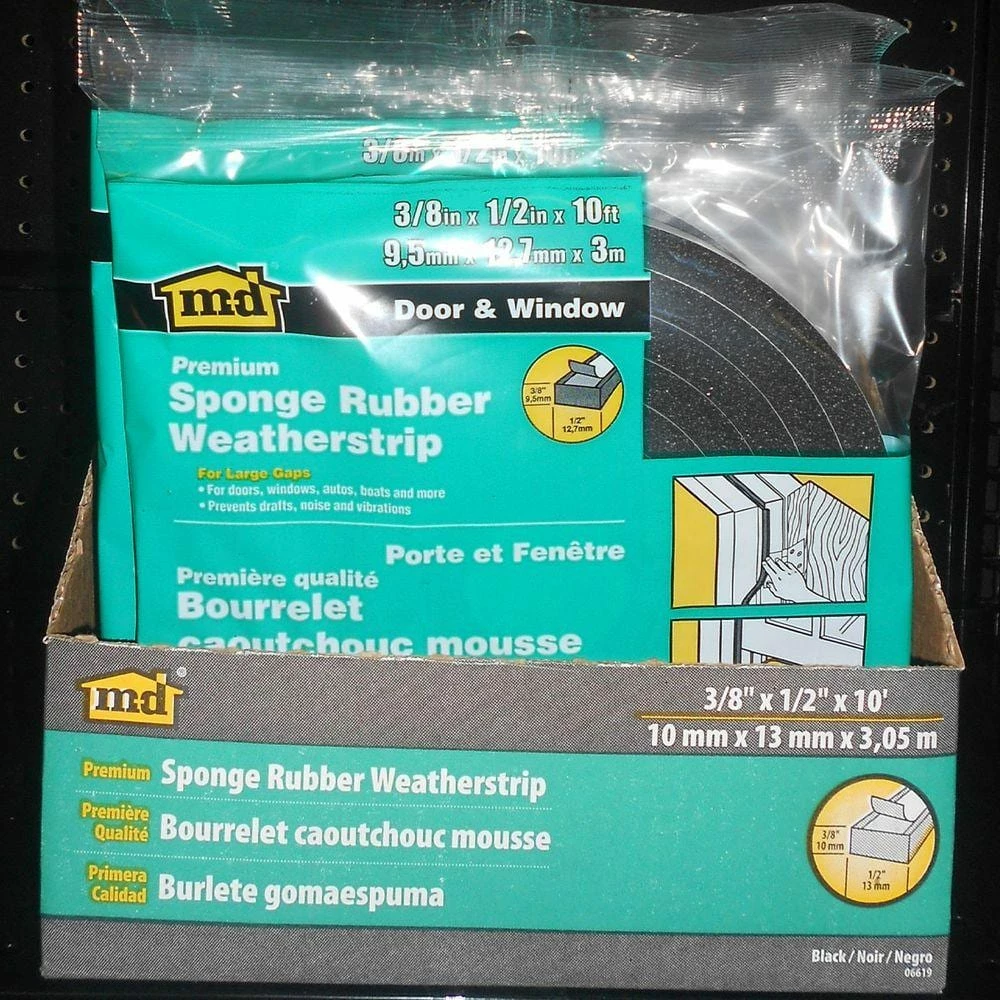 3/8in x 1/2in x 10ft
9,5mm x 12,7mm x 3m
m-d
Door & Window
Premium
Sponge Rubber
Weatherstrip
3/8"
9,5mm
1/2"
12,7mm
For Large Gaps
• For doors, windows, autos, boats and more
• Prevents drafts, noise and vibrations
Porte et Fenêtre
Première qualité
Bourrelet
caoutchouc mousse
m-d®
3/8" x 1/2" x 10'
10 mm x 13 mm x 3,05 m
Premium Sponge Rubber Weatherstrip
Première Qualité Bourrelet caoutchouc mousse
Primera Calidad Burlete gomaespuma
3/8"
10 mm
1/2"
13 mm
Black / Noir / Negro
06619